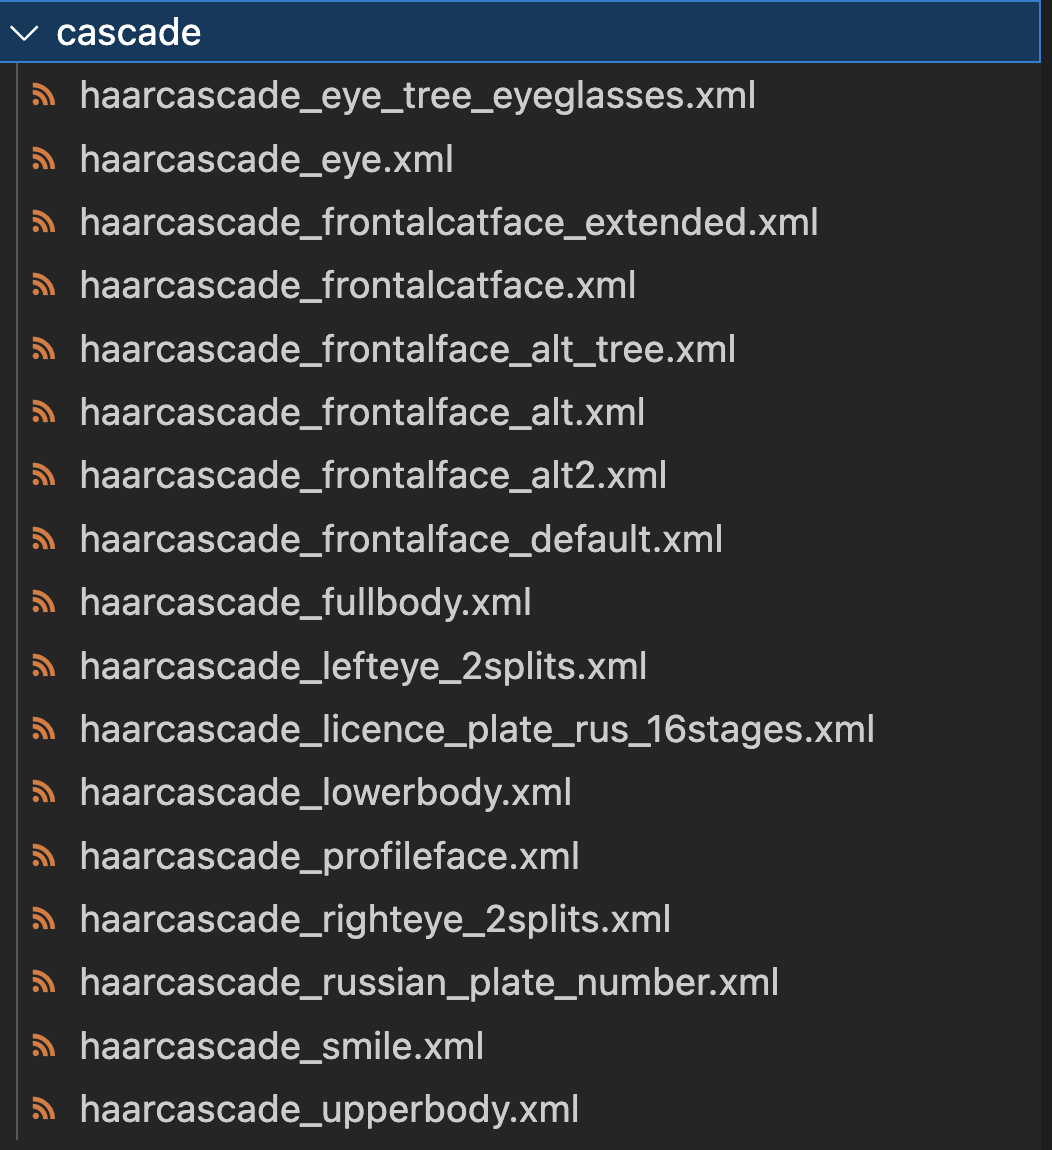 cascade
haarcascade_eye_tree_eyeglasses.xml
haarcascade_eye.xml
haarcascade_frontalcatface_extended.xml
haarcascade_frontalcatface.xml
haarcascade_frontalface_alt_tree.xml
haarcascade_frontalface_alt.xml
haarcascade_frontalface_alt2.xml
haarcascade_frontalface_default.xml
haarcascade_fullbody.xml
haarcascade_lefteye_2splits.xml
haarcascade_licence_plate_rus_16stages.xml
haarcascade_lowerbody.xml
haarcascade_profileface.xml
haarcascade_righteye_2splits.xml
haarcascade_russian_plate_number.xml
haarcascade_smile.xml
haarcascade_upperbody.xml